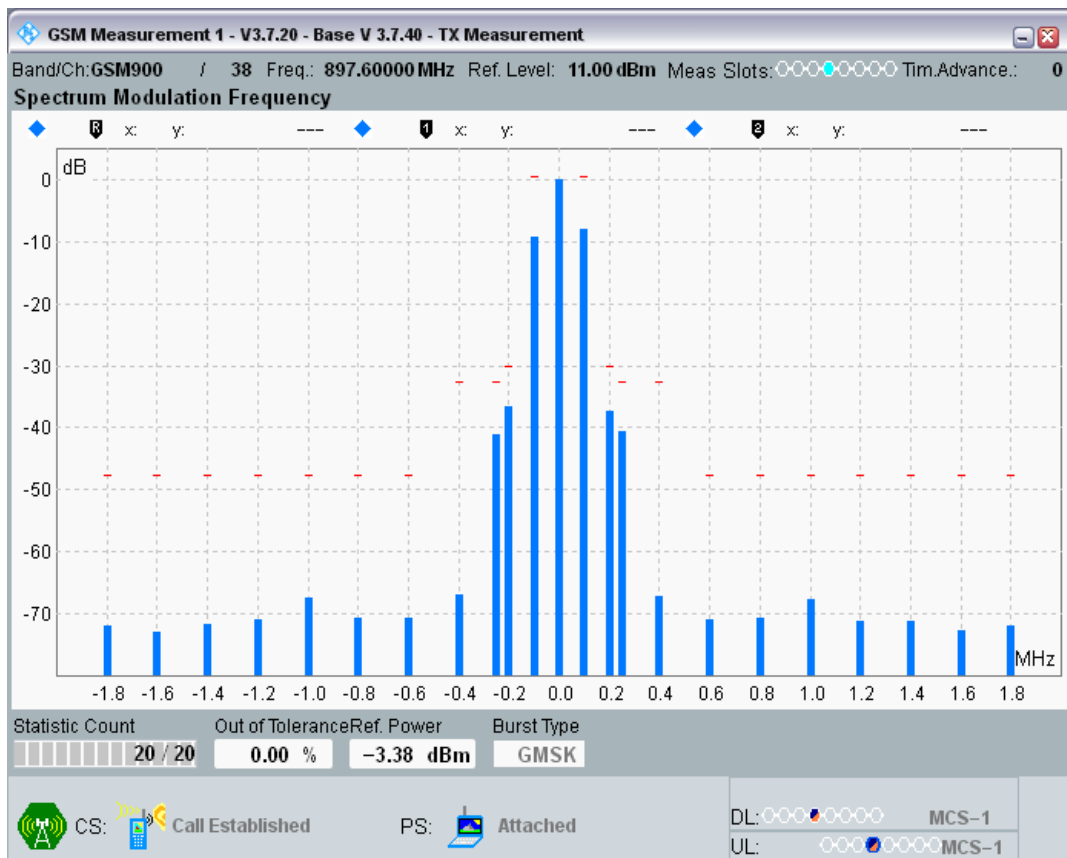 GSM Measurement 1 - V3.7.20 - Base V 3.7.40 - TX Measurement
Band/Ch:GSM900 / 38 Freq.: 897.60000 MHz Ref. Level: 11.00 dBm Meas Slots: Tim.Advance.: 0
Spectrum Modulation Frequency
R x: y: --- 1 x: y: --- 2 x: y: ---
dB
0
-10
-20
-30
-40
-50
-60
-70
MHz
-1.8 -1.6 -1.4 -1.2 -1.0 -0.8 -0.6 -0.4 -0.2 0.0 0.2 0.4 0.6 0.8 1.0 1.2 1.4 1.6 1.8
Statistic Count Out of Tolerance Ref. Power Burst Type
20 / 20 0.00 % −3.38 dBm GMSK
CS: Call Established PS: Attached DL: MCS−1
UL: MCS−1